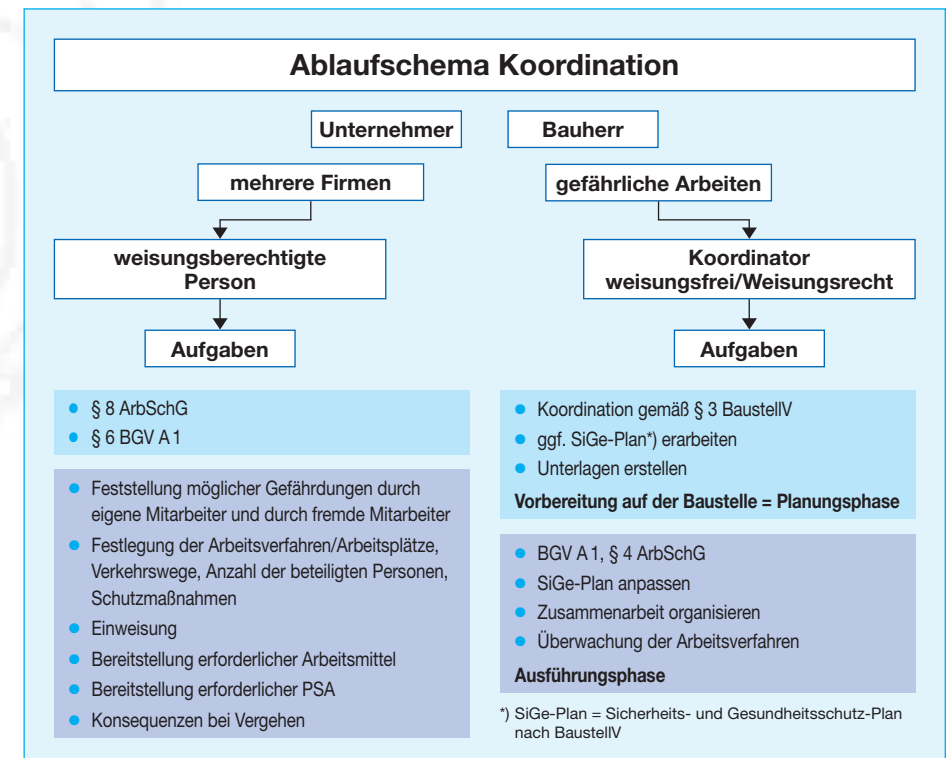 Ablaufschema Koordination
Unternehmer
Bauherr
mehrere Firmen
gefährliche Arbeiten
weisungsberechtigte
Person
Koordinator
weisungsfrei/Weisungsrecht
Aufgaben
Aufgaben
• § 8 ArbSchG
• § 6 BGV A 1
• Feststellung möglicher Gefährdungen durch
eigene Mitarbeiter und durch fremde Mitarbeiter
• Festlegung der Arbeitsverfahren/Arbeitsplätze,
Verkehrswege, Anzahl der beteiligten Personen,
Schutzmaßnahmen
• Einweisung
• Bereitstellung erforderlicher Arbeitsmittel
• Bereitstellung erforderlicher PSA
• Konsequenzen bei Vergehen
• Koordination gemäß § 3 BaustellV
• ggf. SiGe-Plan*) erarbeiten
• Unterlagen erstellen
Vorbereitung auf der Baustelle = Planungsphase
• BGV A 1, § 4 ArbSchG
• SiGe-Plan anpassen
• Zusammenarbeit organisieren
• Überwachung der Arbeitsverfahren
Ausführungsphase
*) SiGe-Plan = Sicherheits- und Gesundheitsschutz-Plan
nach BaustellV